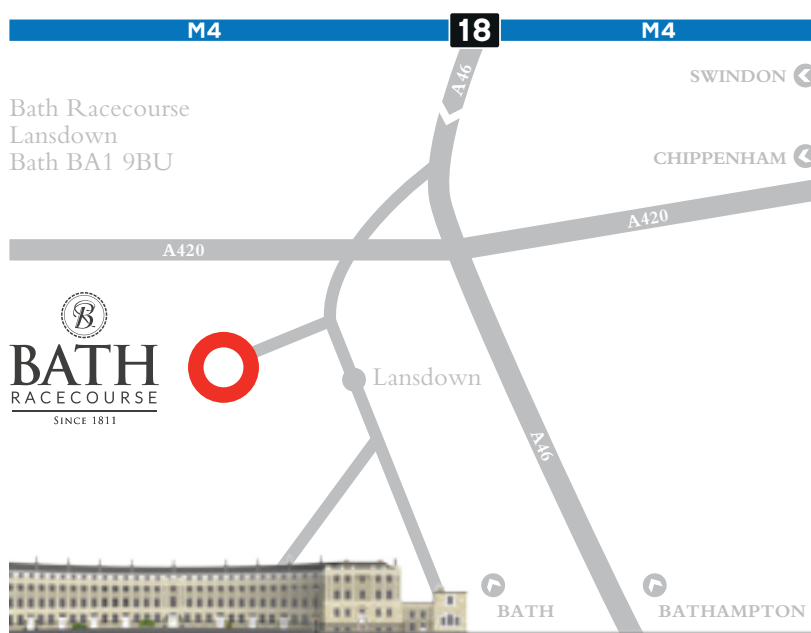 M4
18
M4
A46
SWINDON
Bath Racecourse
Lansdown
Bath BA1 9BU
CHIPPENHAM
A420
A420
B
BATH
RACECOURSE
SINCE 1811
Lansdown
A46
BATH
BATHAMPTON